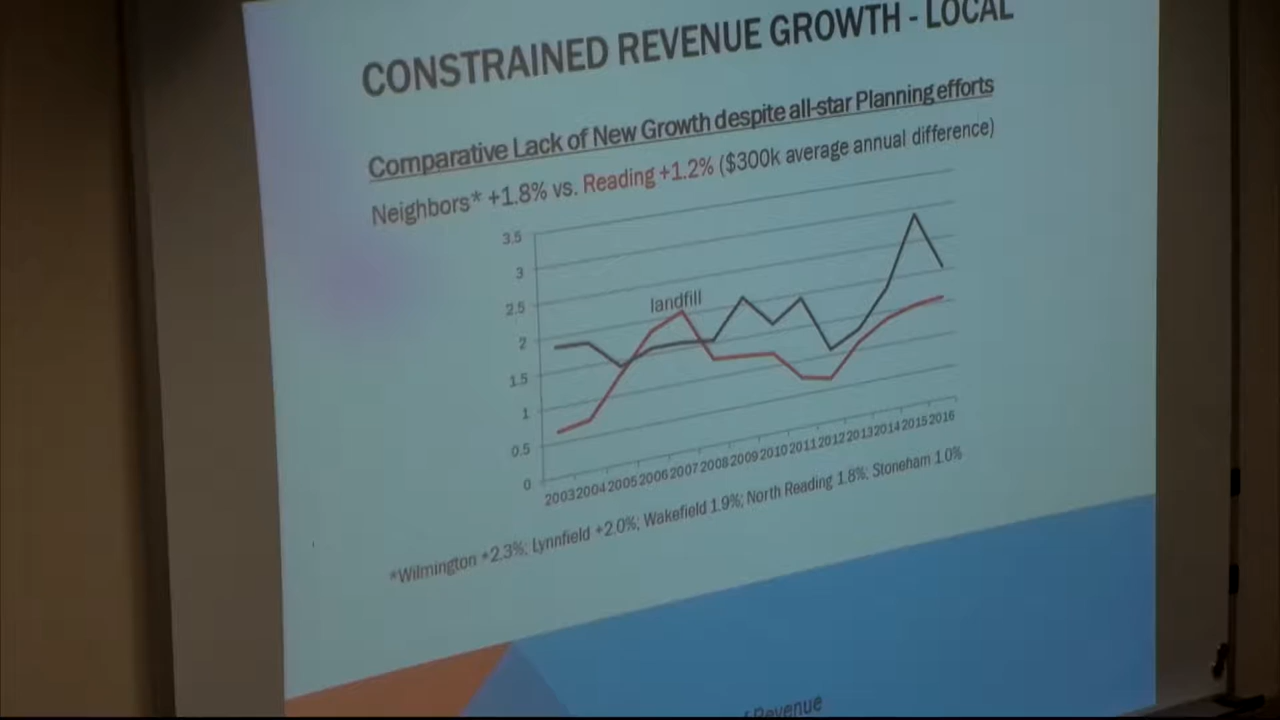 CONSTRAINED REVENUE GROWTH - LOCAL
Comparative Lack of New Growth despite all-star Planning efforts
Neighbors* +1.8% vs. Reading +1.2% ($300k average annual difference)
3.5
3
2.5
2
1.5
1
0.5
0
landfill
2003 2004 2005 2006 2007 2008 2009 2010 2011 2012 2013 2014 2015 2016
*Wilmington +2.3%; Lynnfield +2.0%; Wakefield 1.9%; North Reading 1.8%; Stoneham 1.0%
Revenue